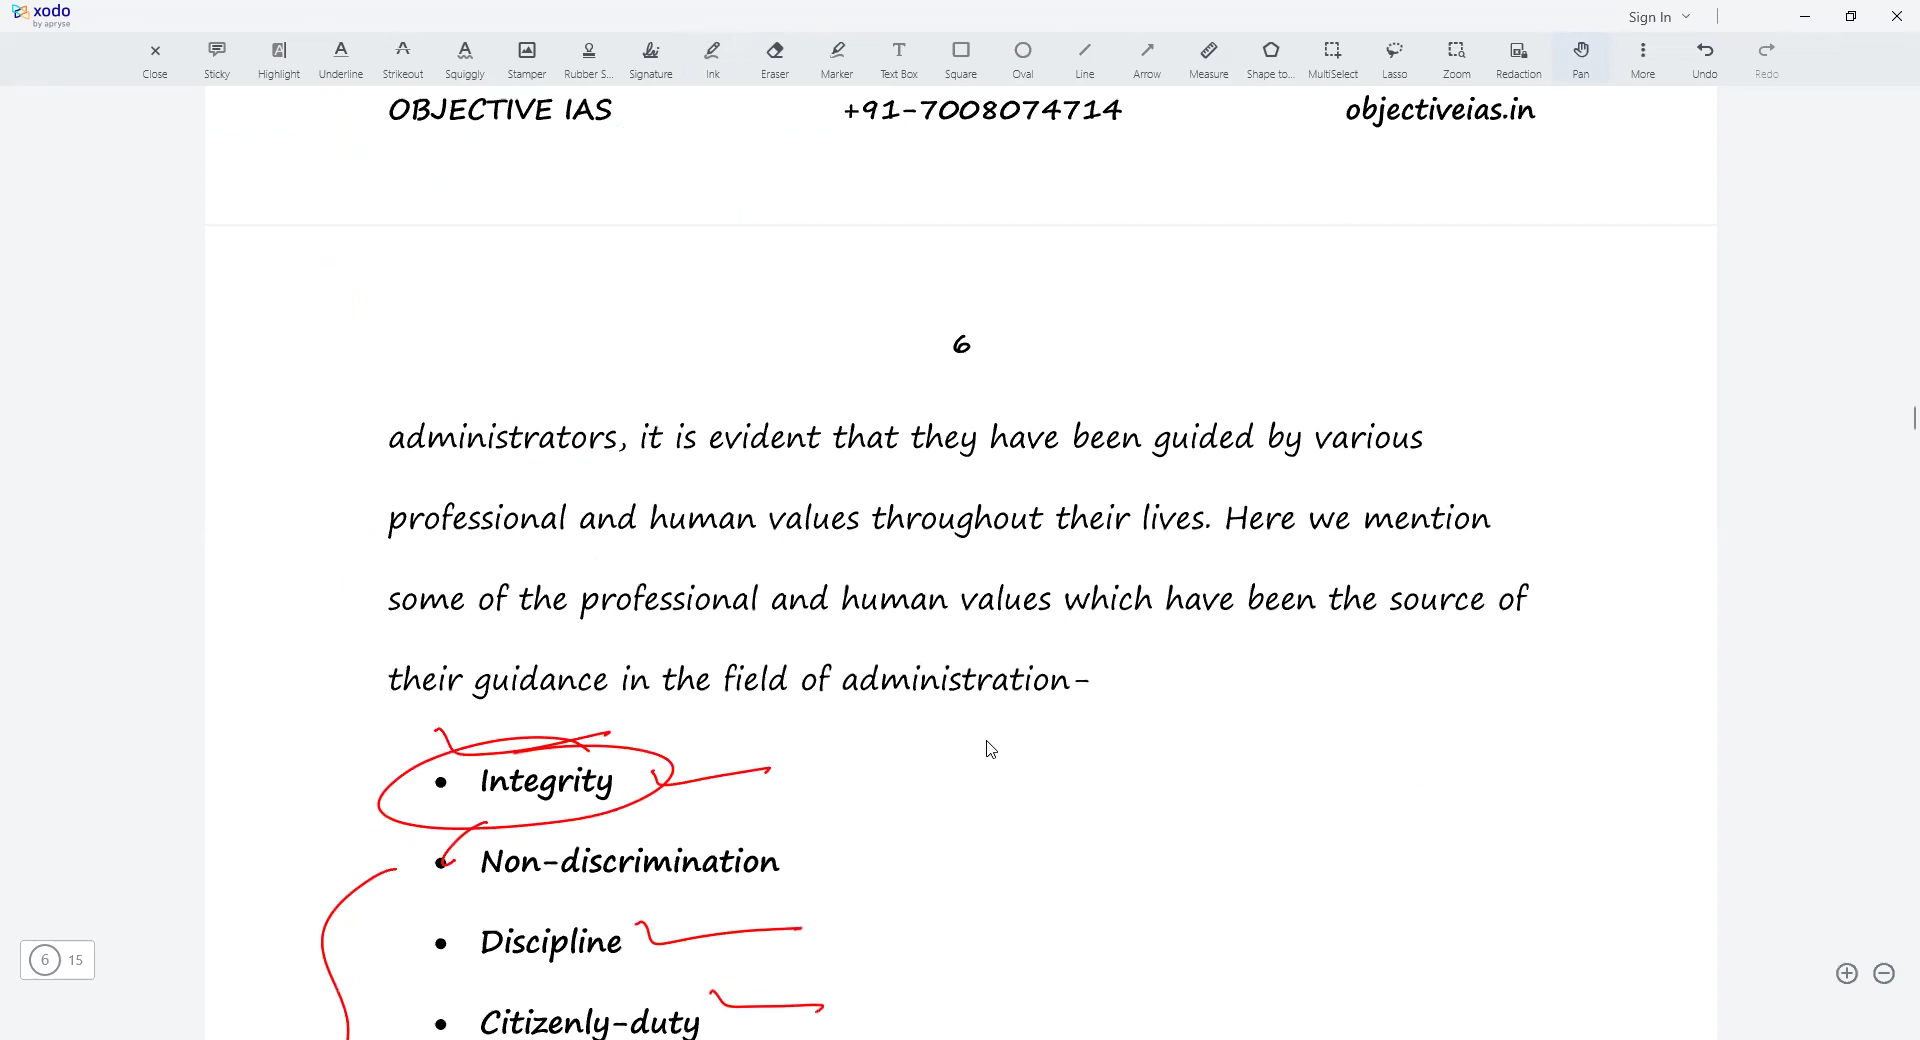 xodo
by apryse
Sign In
Close
Sticky
Highlight
Underline
Strikeout
Squiggly
Stamper
Rubber S...
Signature
Ink
Eraser
Marker
Text Box
Square
Oval
Line
Arrow
Measure
Shape to...
MultiSelect
Lasso
Zoom
Redaction
Pan
More
Undo
Redo
OBJECTIVE IAS +91-7008074714 objectiveias.in
6
administrators, it is evident that they have been guided by various
professional and human values throughout their lives. Here we mention
some of the professional and human values which have been the source of
their guidance in the field of administration-
• Integrity
• Non-discrimination
• Discipline
• Citizenly-duty
6 15